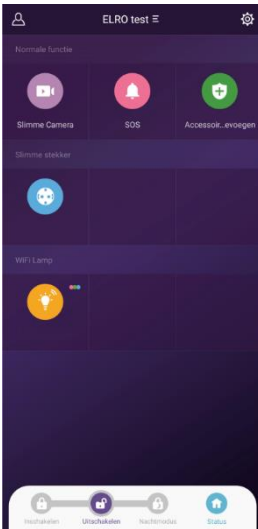 ELRO test
Normale functie
Slimme Camera
SOS
Accessoir...evoegen
Slimme stekker
WiFi Lamp
Inschakelen
Uitschakelen
Nachtmodus
Status